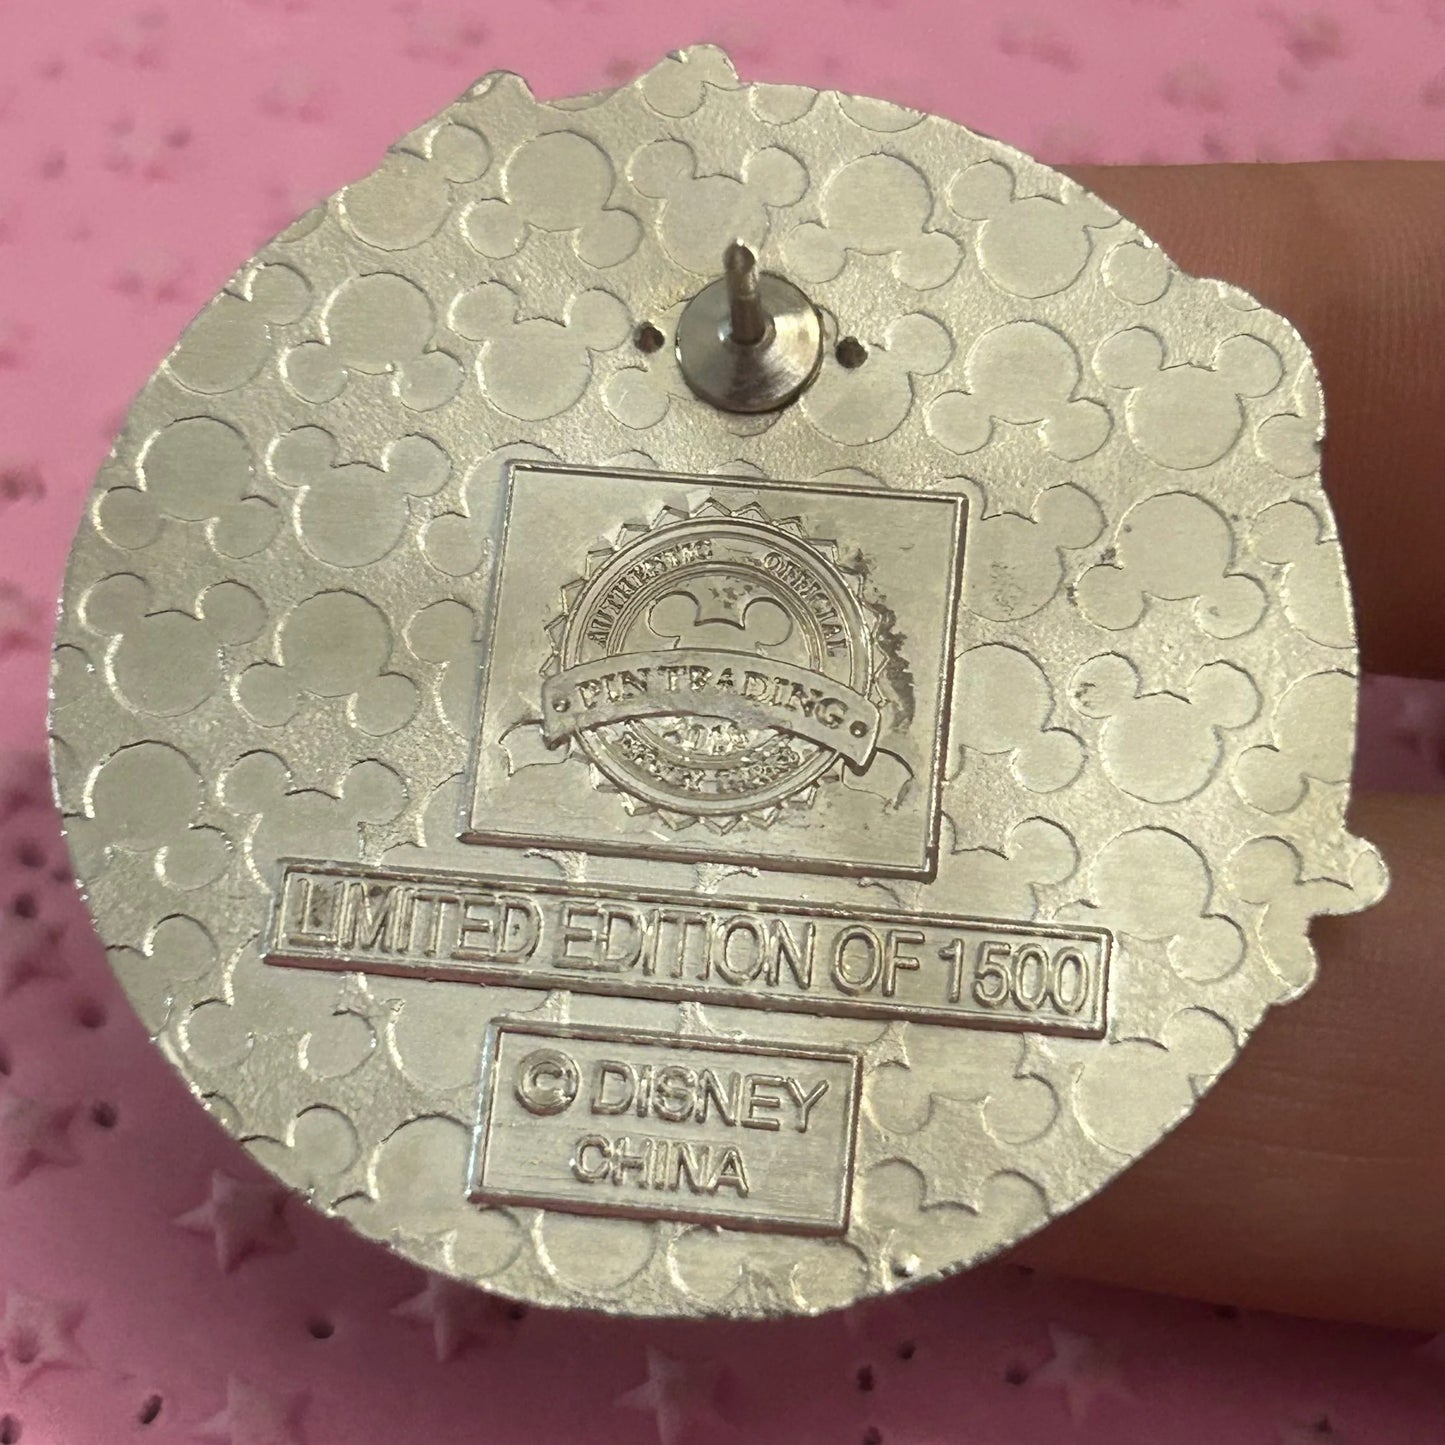 AUTHENTIC OFFICIAL
PIN TRADING
LIMITED EDITION OF 1500
© DISNEY
CHINA